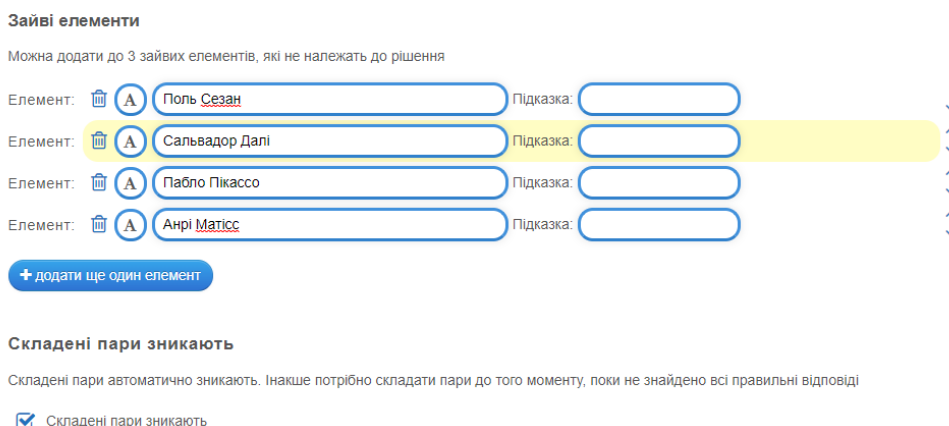 Зайві елементи
Можна додати до 3 зайвих елементів, які не належать до рішення
Елемент: A Поль Сезан Підказка:
Елемент: A Сальвадор Далі Підказка:
Елемент: A Пабло Пікассо Підказка:
Елемент: A Анрі Матісс Підказка:
+ додати ще один елемент
Складені пари зникають
Складені пари автоматично зникають. Інакше потрібно складати пари до того моменту, поки не знайдено всі правильні відповіді
Складені пари зникають